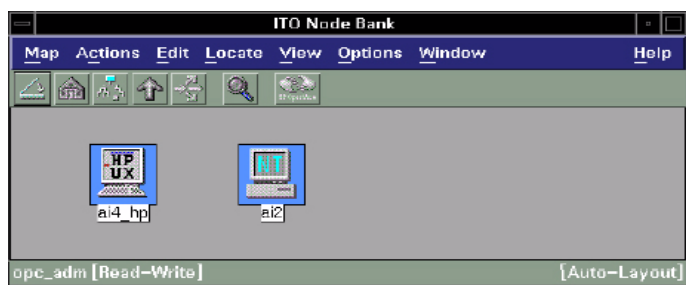 ITO Node Bank
Map Actions Edit Locate View Options Window Help
HP
UX
NT
ai4_hp
ai2
opc_adm [Read-Write] [Auto-Layout]